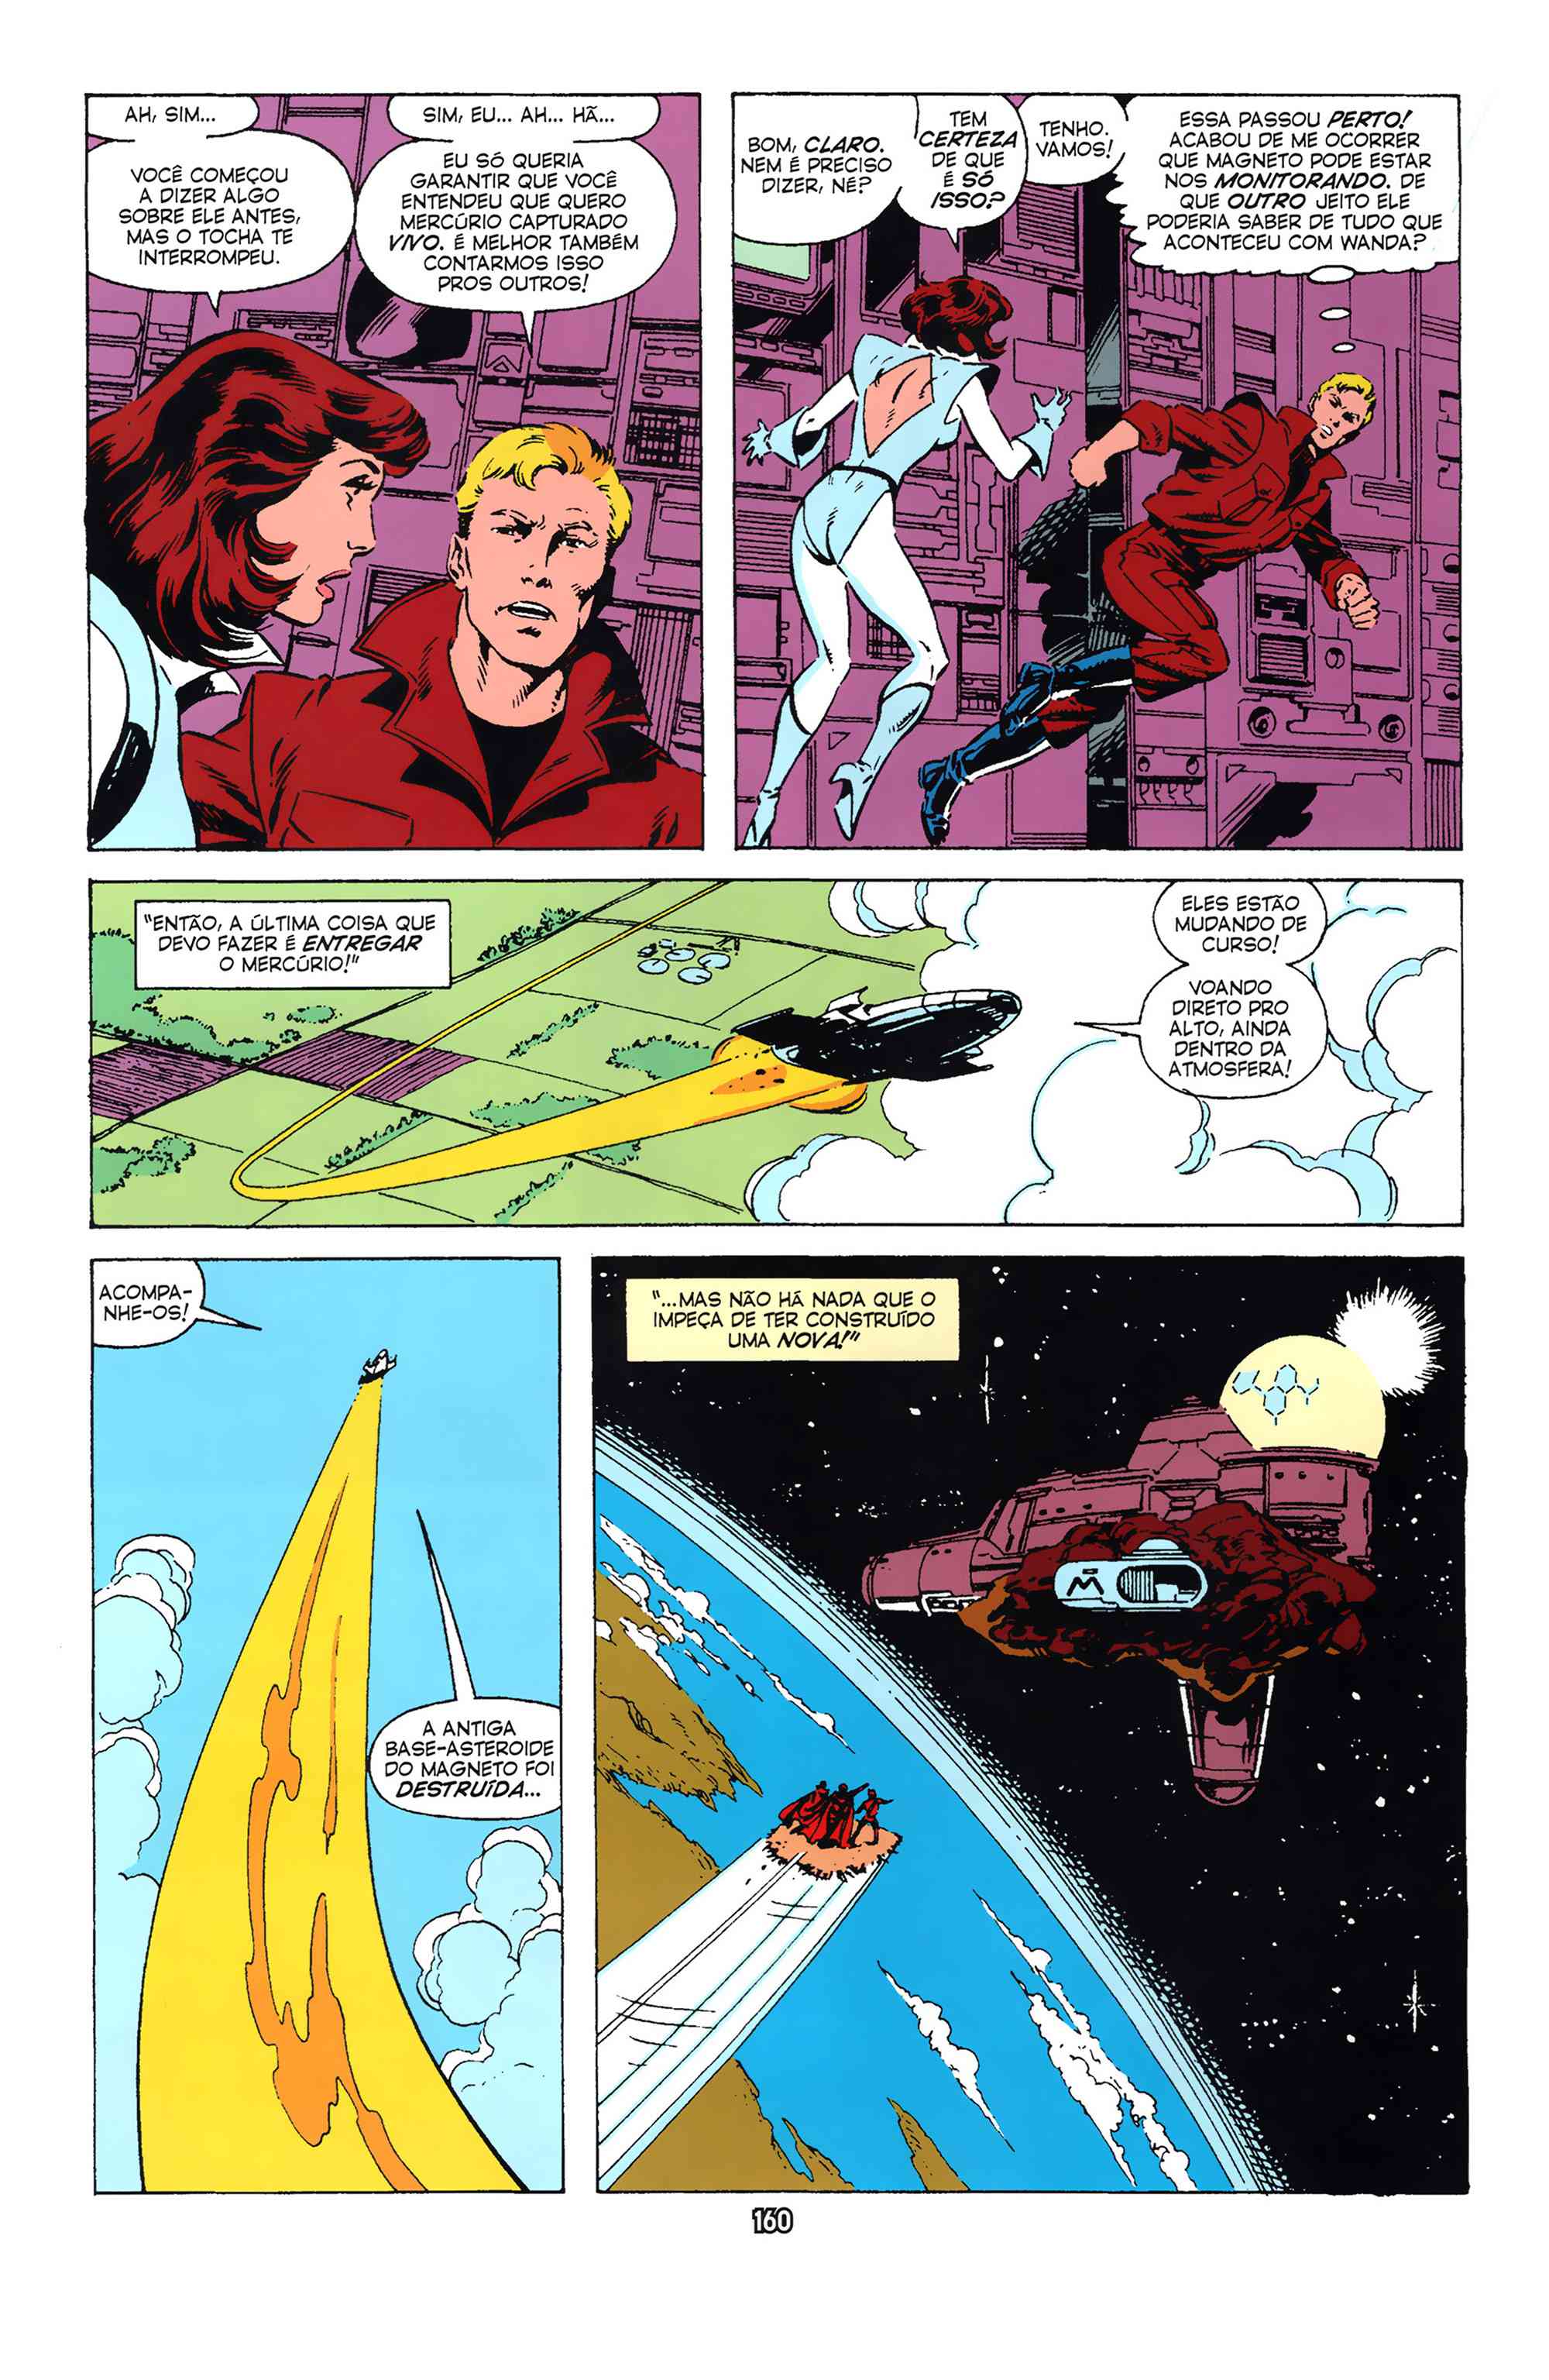 AH, SIM...
VOCÊ COMEÇOU
A DIZER ALGO
SOBRE ELE ANTES,
MAS O TOCHA TE
INTERROMPEU.
SIM, EU... AH... HÃ...
EU SÓ QUERIA
GARANTIR QUE VOCÊ
ENTENDEU QUE QUERO
MERCÚRIO CAPTURADO
VIVO. É MELHOR TAMBÉM
CONTARMOS ISSO
PROS OUTROS!
BOM, CLARO.
NEM É PRECISO
DIZER, NÉ?
TEM
CERTEZA
DE QUE
É SÓ
ISSO?
TENHO.
VAMOS!
ESSA PASSOU PERTO!
ACABOU DE ME OCORRER
QUE MAGNETO PODE ESTAR
NOS MONITORANDO. DE
QUE OUTRO JEITO ELE
PODERIA SABER DE TUDO QUE
ACONTECEU COM WANDA?
"ENTÃO, A ÚLTIMA COISA QUE
DEVO FAZER É ENTREGAR
O MERCÚRIO!"
ELES ESTÃO
MUDANDO DE
CURSO!
VOANDO
DIRETO PRO
ALTO, AINDA
DENTRO DA
ATMOSFERA!
ACOMPA-
NHE-OS!
A ANTIGA
BASE-ASTEROIDE
DO MAGNETO FOI
DESTRUÍDA...
"...MAS NÃO HÁ NADA QUE O
IMPEÇA DE TER CONSTRUÍDO
UMA NOVA!"
M
160